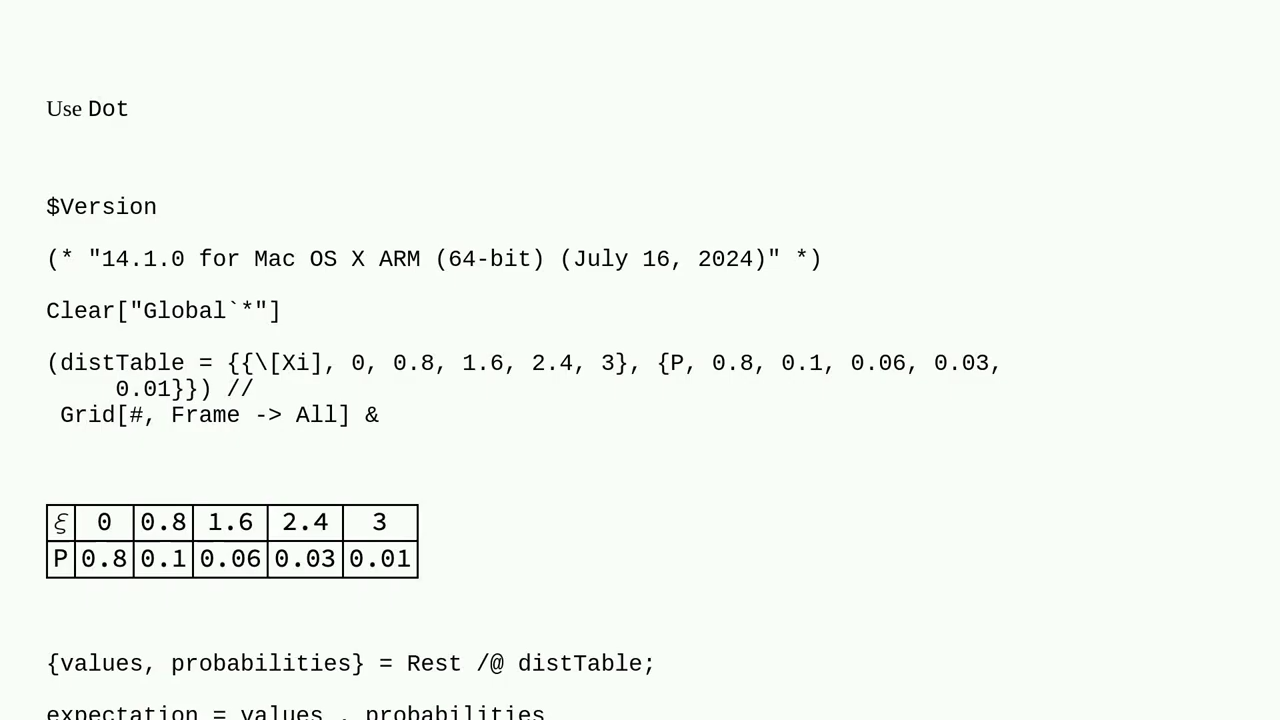 Use Dot
$Version
(* "14.1.0 for Mac OS X ARM (64-bit) (July 16, 2024)" *)
Clear["Global`*"]
(distTable = {{\[Xi], 0, 0.8, 1.6, 2.4, 3}, {P, 0.8, 0.1, 0.06, 0.03,
0.01}}) //
Grid[#, Frame -> All] &
ξ 0 0.8 1.6 2.4 3
P 0.8 0.1 0.06 0.03 0.01
{values, probabilities} = Rest /@ distTable;
expectation = values . probabilities